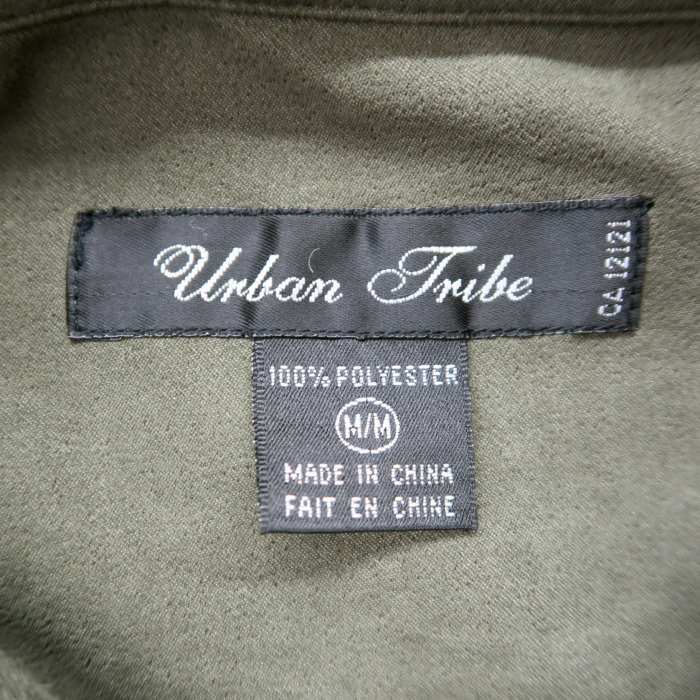 Urban Tribe
CA 12121
100% POLYESTER
M/M
MADE IN CHINA
FAIT EN CHINE